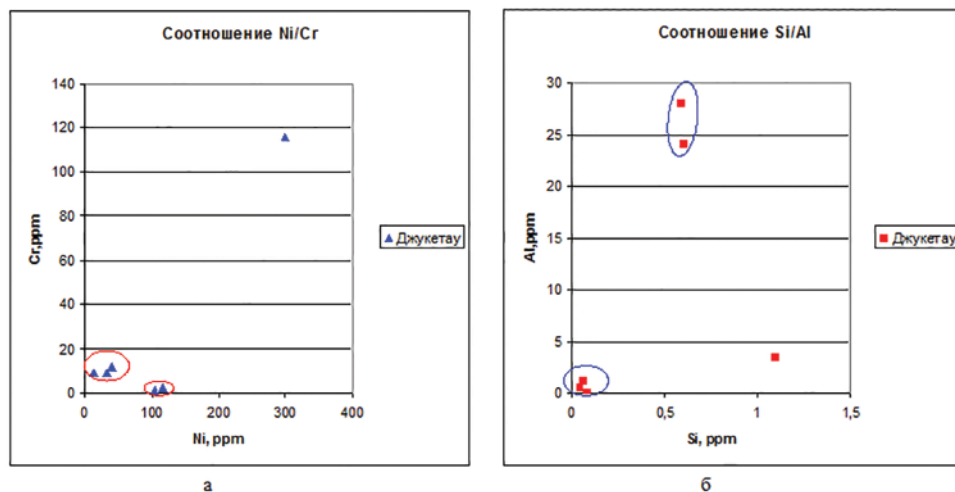 Соотношение Ni/Cr
140
120
100
80
60
40
20
0
Cr,ppm
0 100 200 300 400
Ni, ppm
Джукетау
а
Соотношение Si/Al
30
25
20
15
10
5
0
Al,ppm
0 0,5 1 1,5
Si, ppm
Джукетау
б